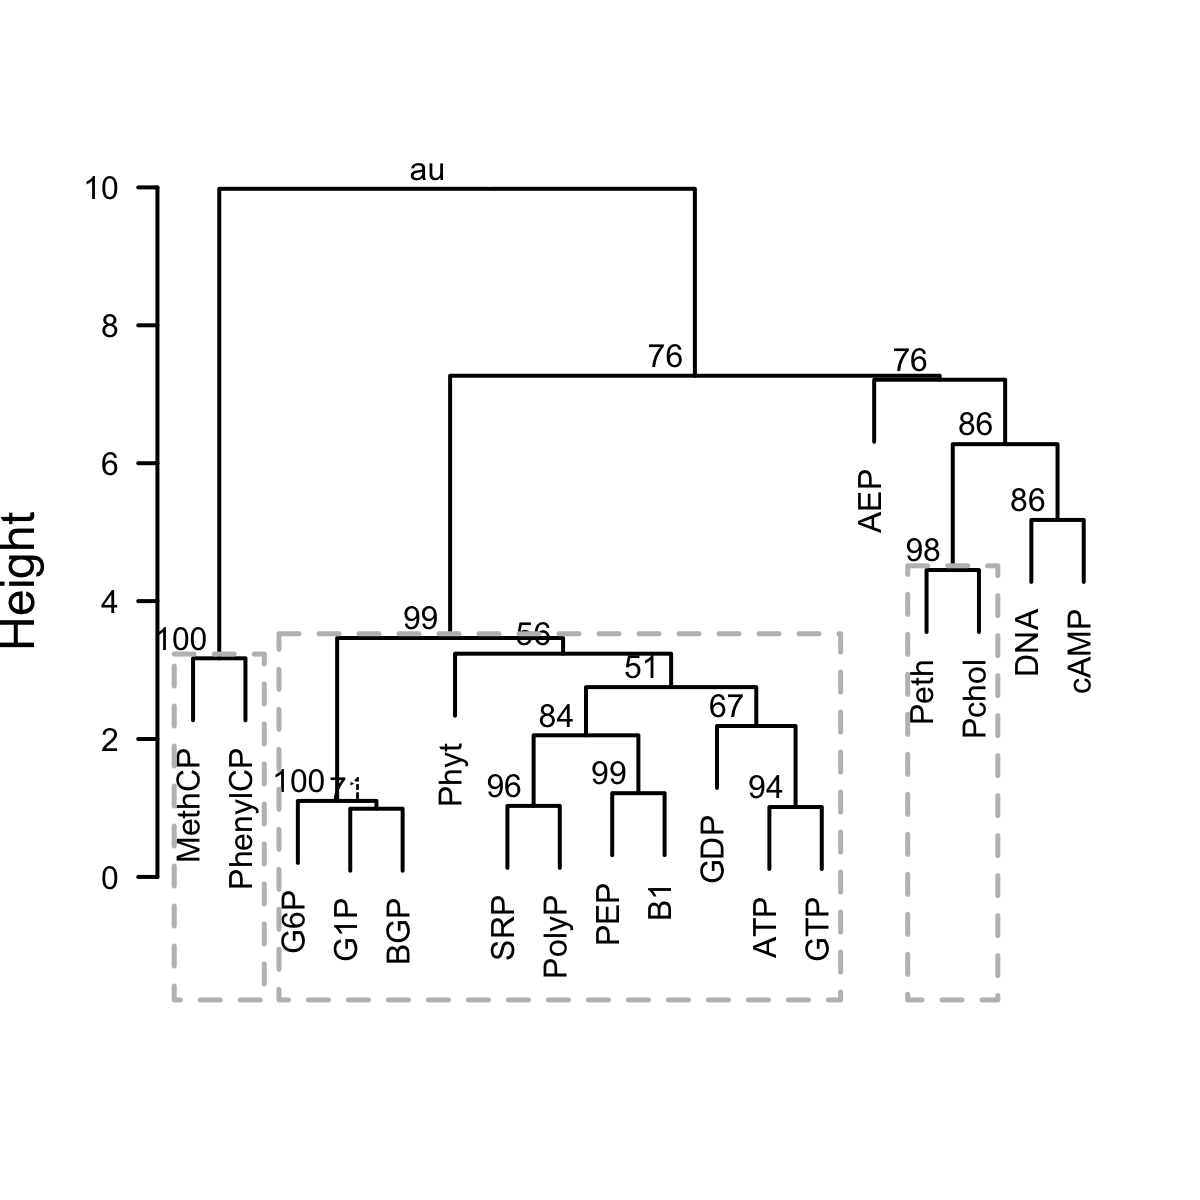 au
10
76
76
8
86
6
86
98
Height
4
99
56
100
51
67
84
2
99
96
94
100
0
AEP
DNA
cAMP
Peth
Pchol
Phyt
MethCP
PhenylCP
GDP
G6P
G1P
BGP
SRP
PolyP
PEP
B1
ATP
GTP